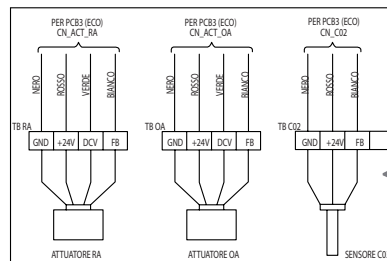 PER PCB3 (ECO)
CN_ACT_RA
PER PCB3 (ECO)
CN_ACT_OA
PER PCB3 (ECO)
CN_C02
NERO
ROSSO
VERDE
BIANCO
NERO
ROSSO
VERDE
BIANCO
NERO
ROSSO
BIANCO
TB RA
GND +24V DCV FB
TB OA
GND +24V DCV FB
TB C02
GND +24V FB
ATTUATORE RA
ATTUATORE OA
SENSORE C0